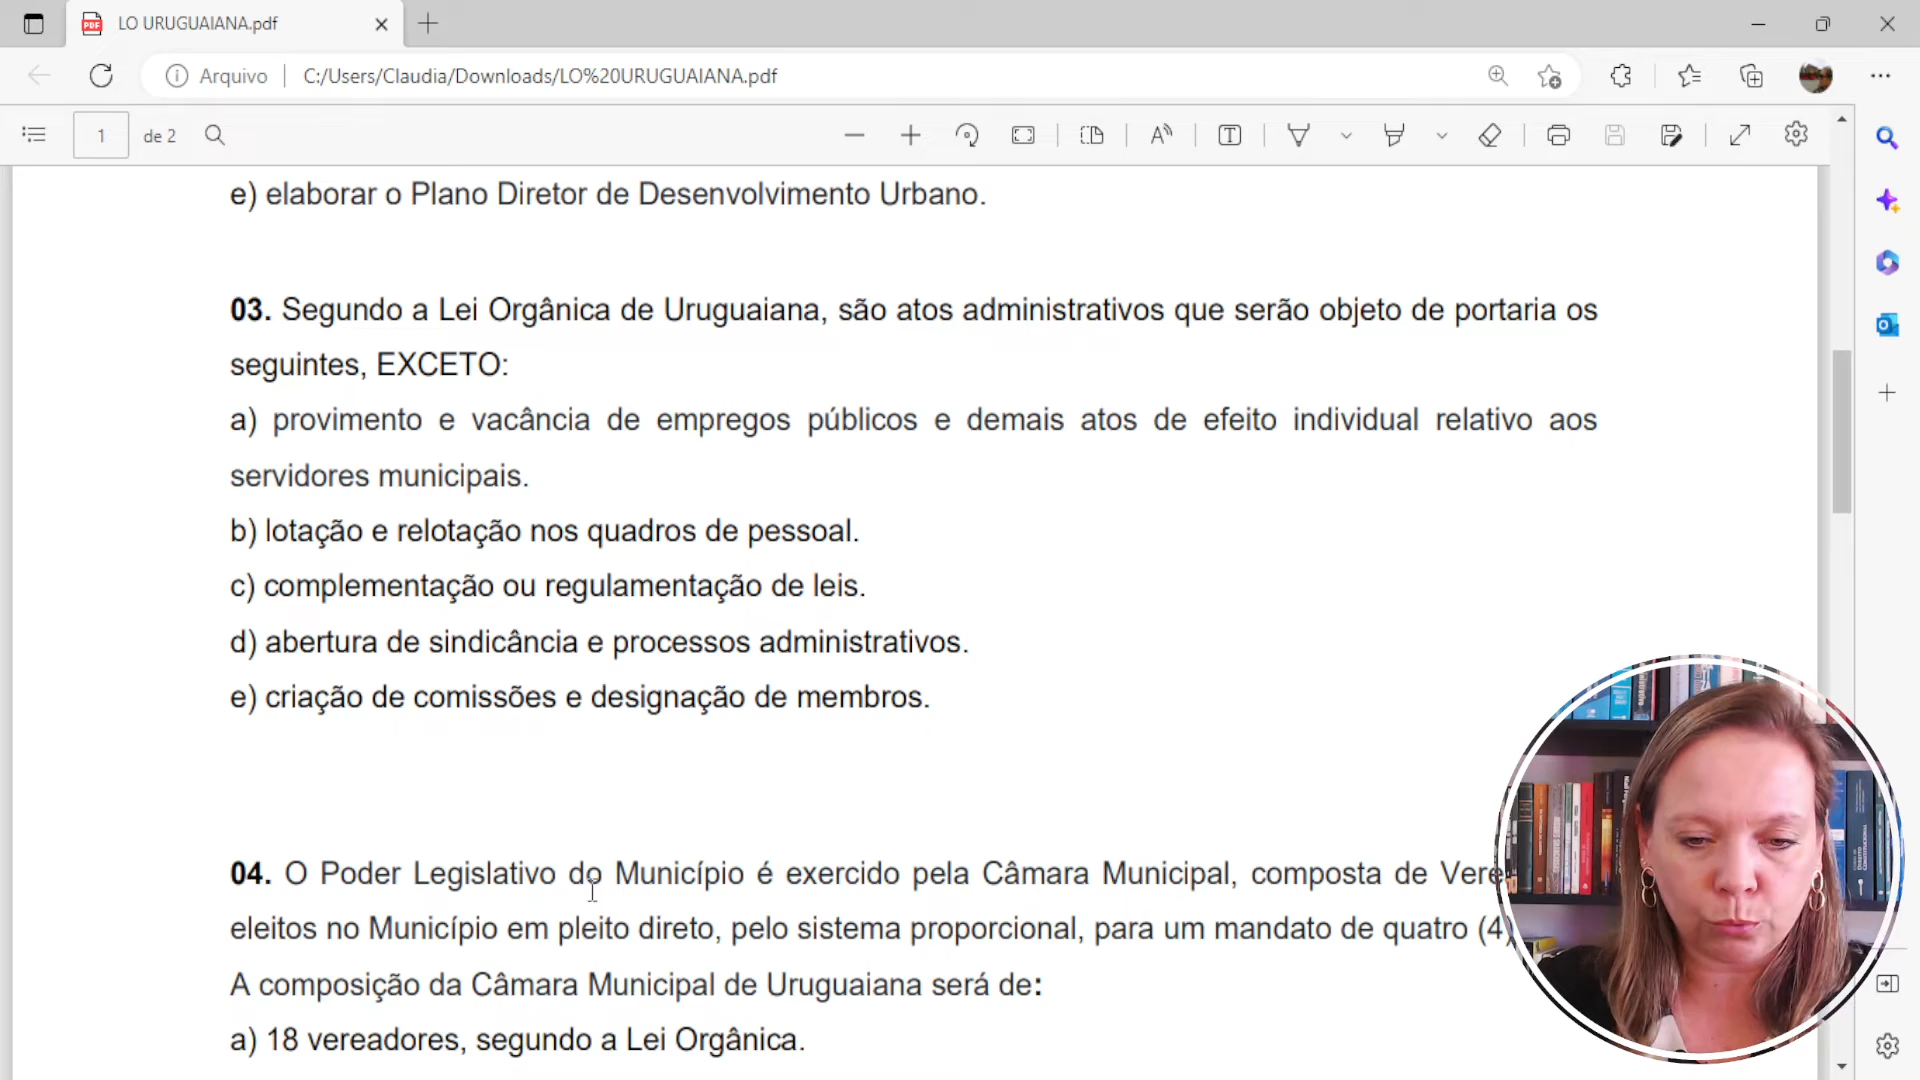 LO URUGUAIANA.pdf
Arquivo
C:/Users/Claudia/Downloads/LO%20URUGUAIANA.pdf
1 de 2
e) elaborar o Plano Diretor de Desenvolvimento Urbano.
03. Segundo a Lei Orgânica de Uruguaiana, são atos administrativos que serão objeto de portaria os
seguintes, EXCETO:
a) provimento e vacância de empregos públicos e demais atos de efeito individual relativo aos
servidores municipais.
b) lotação e relotação nos quadros de pessoal.
c) complementação ou regulamentação de leis.
d) abertura de sindicância e processos administrativos.
e) criação de comissões e designação de membros.
04. O Poder Legislativo do Município é exercido pela Câmara Municipal, composta de Vere
eleitos no Município em pleito direto, pelo sistema proporcional, para um mandato de quatro (4)
A composição da Câmara Municipal de Uruguaiana será de:
a) 18 vereadores, segundo a Lei Orgânica.